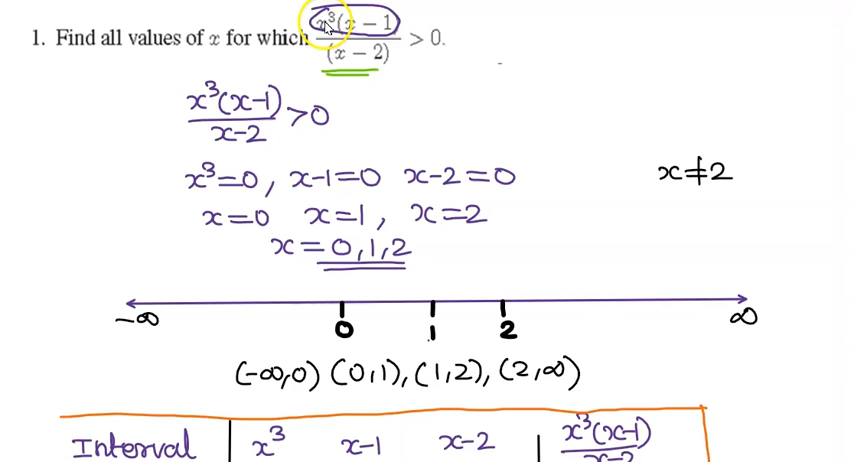 1. Find all values of x for which x³(x − 1)/(x − 2) > 0.
x³(x-1)/x-2 >0
x³=0, x-1=0 x-2=0
x≠2
x=0 x=1, x=2
x=0,1,2
-∞ 0 1 2 ∞
(-∞,0) (0,1), (1,2), (2,∞)
Interval x³ x-1 x-2 x³(x-1)/x-2